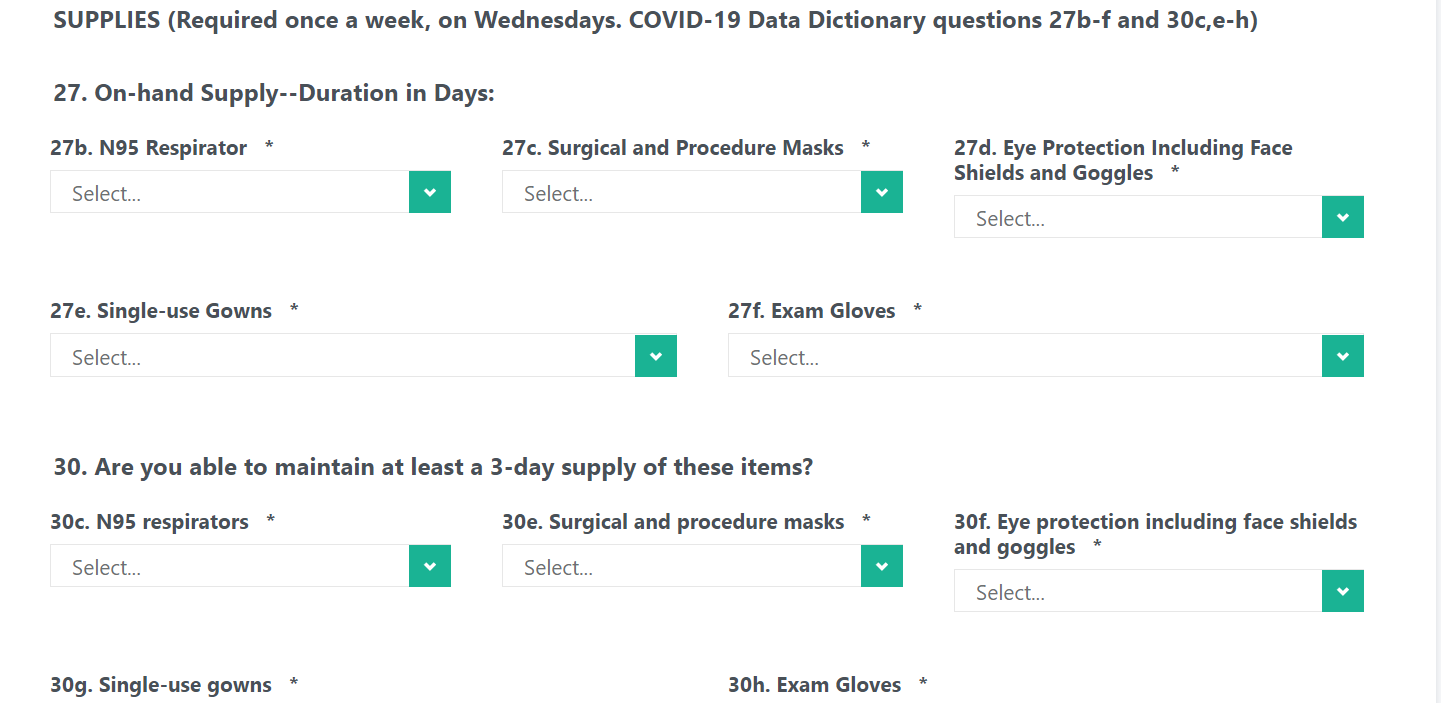 SUPPLIES (Required once a week, on Wednesdays. COVID-19 Data Dictionary questions 27b-f and 30c,e-h)
27. On-hand Supply--Duration in Days:
27b. N95 Respirator *
Select...
27c. Surgical and Procedure Masks *
Select...
27d. Eye Protection Including Face
Shields and Goggles *
Select...
27e. Single-use Gowns *
Select...
27f. Exam Gloves *
Select...
30. Are you able to maintain at least a 3-day supply of these items?
30c. N95 respirators *
Select...
30e. Surgical and procedure masks *
Select...
30f. Eye protection including face shields
and goggles *
Select...
30g. Single-use gowns *
30h. Exam Gloves *